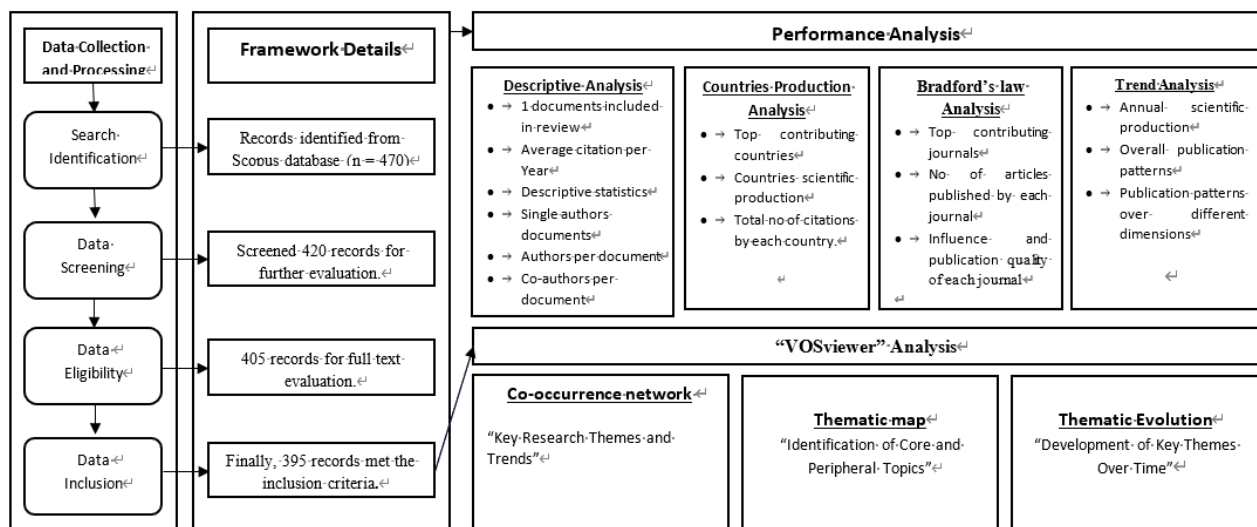 Data Collection
and Processing
Search
Identification
Data
Screening
Data
Eligibility
Data
Inclusion
Framework Details
Records identified from
Scopus database (n = 470)
Screened 420 records for
further evaluation.
405 records for full text
evaluation.
Finally, 395 records met the
inclusion criteria.
Performance Analysis
Descriptive Analysis
1 documents included
in review
Average citation per
Year
Descriptive statistics
Single authors
documents
Authors per document
Co-authors per
document
Countries Production
Analysis
Top contributing
countries
Countries scientific
production
Total no of citations
by each country.
Bradford's law
Analysis
Top contributing
journals
No of articles
published by each
journal
Influence and
publication quality
of each journal
Trend Analysis
Annual scientific
production
Overall publication
patterns
Publication patterns
over different
dimensions
“VOSviewer” Analysis
Co-occurrence network
“Key Research Themes and
Trends”
Thematic map
“Identification of Core and
Peripheral Topics”
Thematic Evolution
“Development of Key Themes
Over Time”